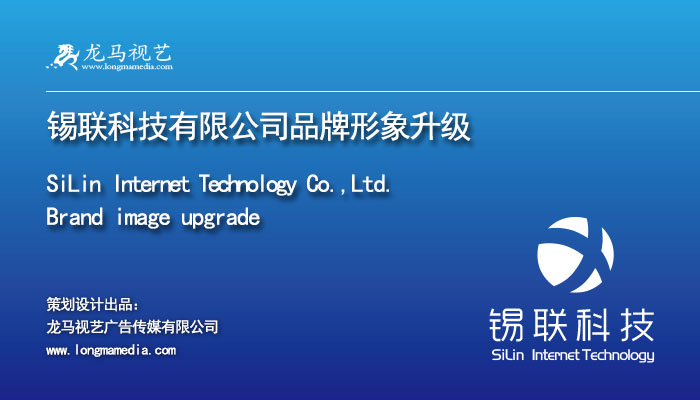 龙马视艺
www.longmamedia.com
锡联科技有限公司品牌形象升级
SiLin Internet Technology Co.,Ltd.
Brand image upgrade
策划设计出品：
龙马视艺广告传媒有限公司
www.longmamedia.com
锡联科技
SiLin Internet Technology